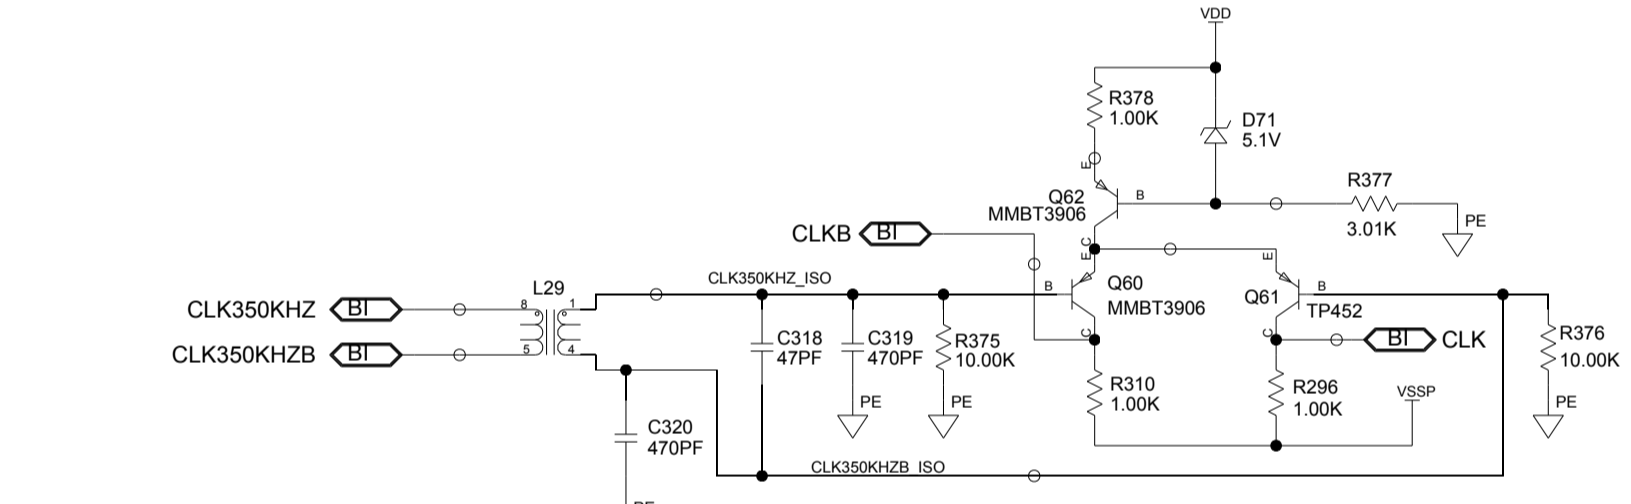 VDD
R378
1.00K
D71
5.1V
E
Q62
MMBT3906
B
R377
3.01K
PE
CLKB
BI
C
E
E
CLK350KHZ_ISO
B
Q60
MMBT3906
Q61
B
TP452
L29
CLK350KHZ
BI
8
1
CLK350KHZB
BI
5
4
C318
47PF
C319
470PF
R375
10.00K
C
C
BI
CLK
R376
10.00K
R310
1.00K
R296
1.00K
VSSP
PE
PE
PE
C320
470PF
CLK350KHZB_ISO
PE